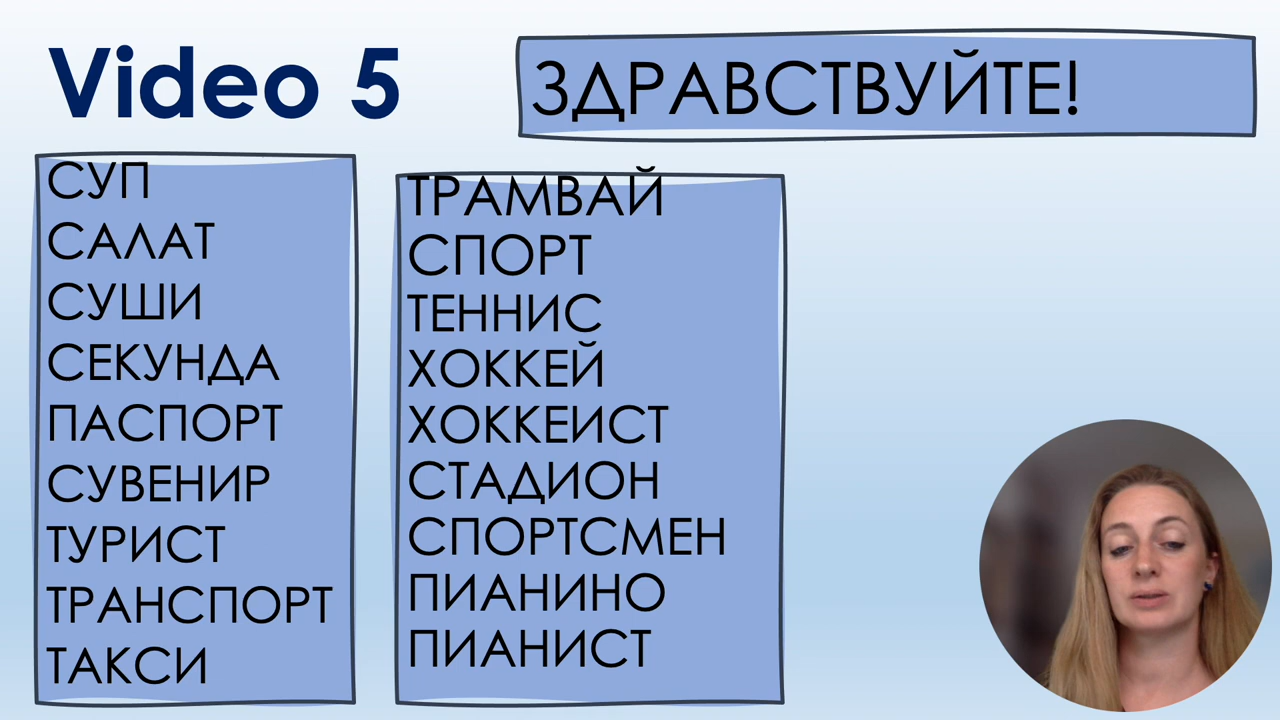 Video 5
ЗДРАВСТВУЙТЕ!
СУП
САЛАТ
СУШИ
СЕКУНДА
ПАСПОРТ
СУВЕНИР
ТУРИСТ
ТРАНСПОРТ
ТАКСИ
ТРАМВАЙ
СПОРТ
ТЕННИС
ХОККЕЙ
ХОККЕИСТ
СТАДИОН
СПОРТСМЕН
ПИАНИНО
ПИАНИСТ